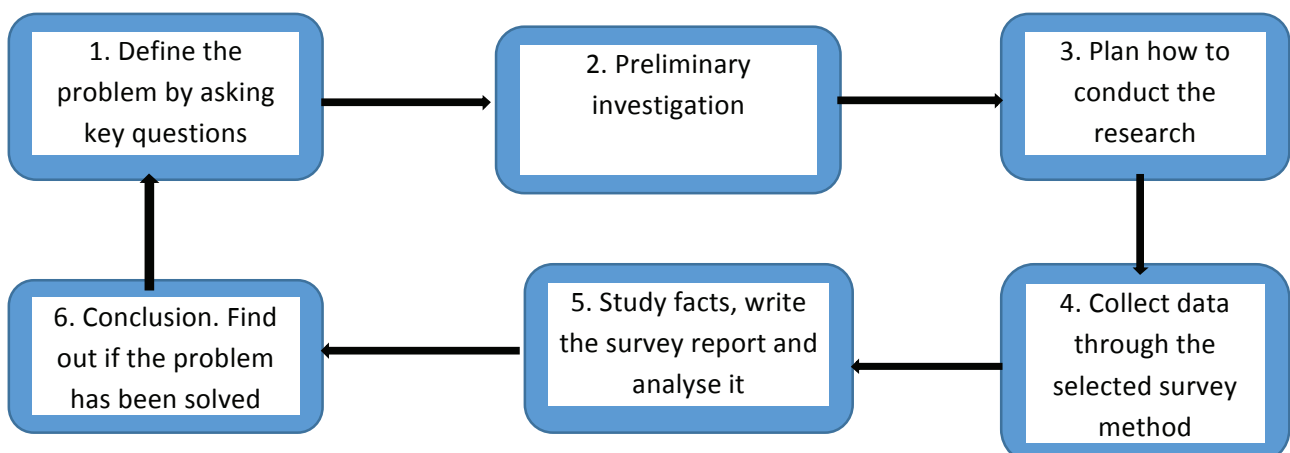 1. Define the
problem by asking
key questions
2. Preliminary
investigation
3. Plan how to
conduct the
research
4. Collect data
through the
selected survey
method
5. Study facts, write
the survey report and
analyse it
6. Conclusion. Find
out if the problem
has been solved